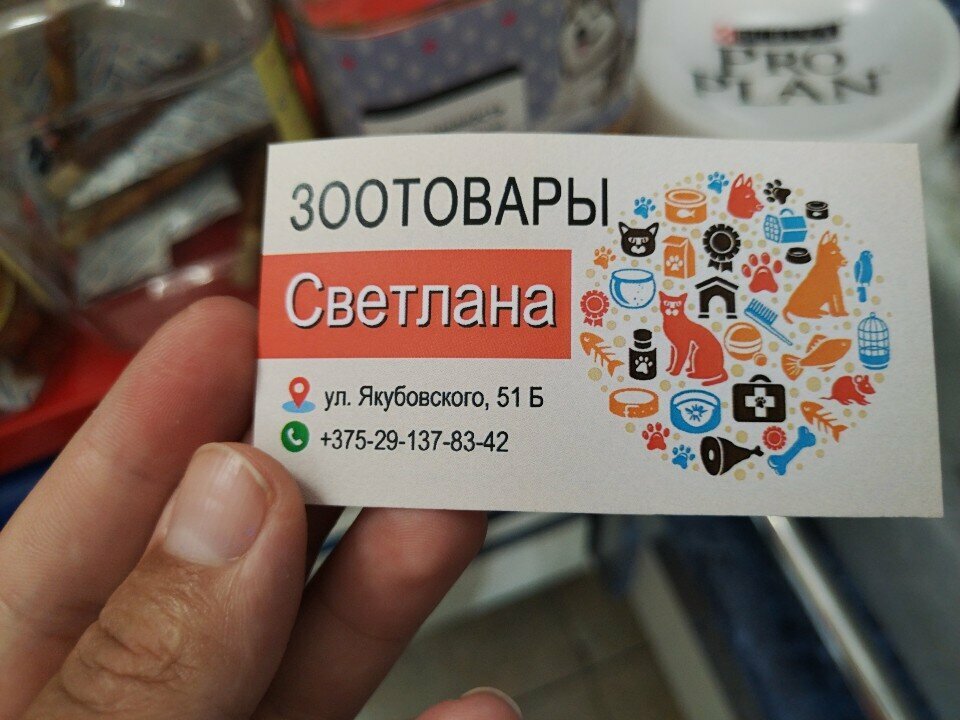 PRO
PLAN
ЗООТОВАРЫ
Светлана
ул. Якубовского, 51 Б
+375-29-137-83-42